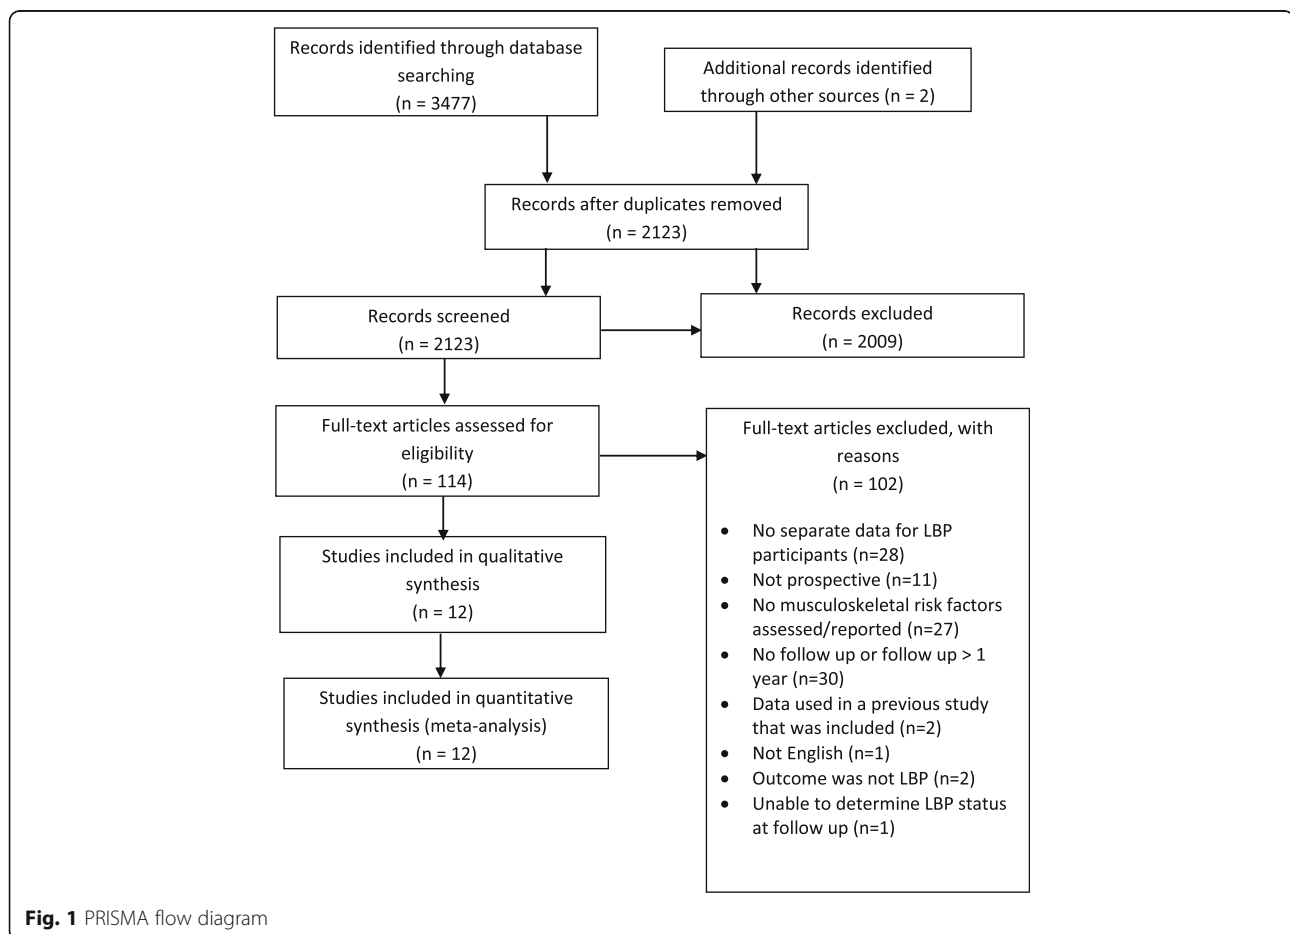 Records identified through database
searching
(n = 3477)
Additional records identified
through other sources (n = 2)
Records after duplicates removed
(n = 2123)
Records screened
(n = 2123)
Records excluded
(n = 2009)
Full-text articles assessed for
eligibility
(n = 114)
Full-text articles excluded, with
reasons
(n = 102)
• No separate data for LBP
participants (n=28)
• Not prospective (n=11)
• No musculoskeletal risk factors
assessed/reported (n=27)
• No follow up or follow up > 1
year (n=30)
• Data used in a previous study
that was included (n=2)
• Not English (n=1)
• Outcome was not LBP (n=2)
• Unable to determine LBP status
at follow up (n=1)
Studies included in qualitative
synthesis
(n = 12)
Studies included in quantitative
synthesis (meta-analysis)
(n = 12)
Fig. 1 PRISMA flow diagram